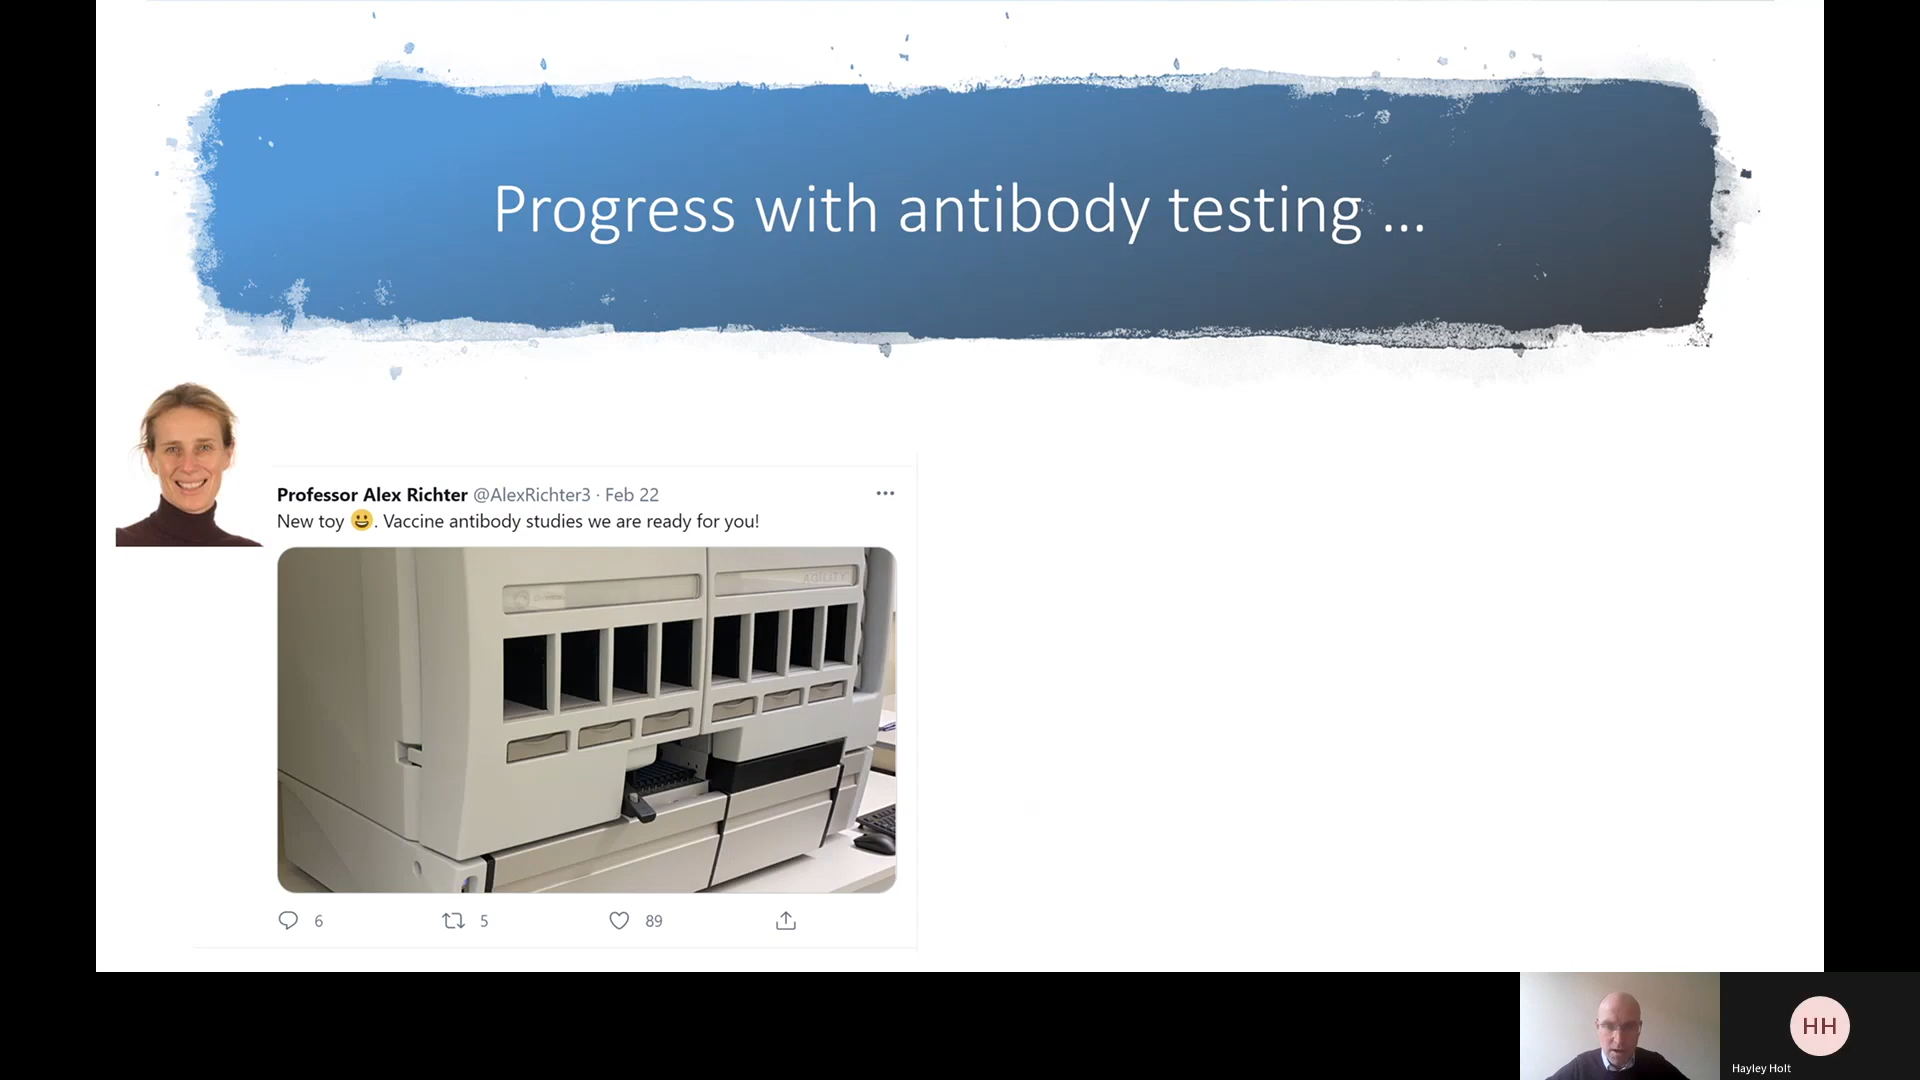 Progress with antibody testing ...
Professor Alex Richter @AlexRichter3 · Feb 22
New toy 😀. Vaccine antibody studies we are ready for you!
AGILITY
6 5 89
HH
Hayley Holt